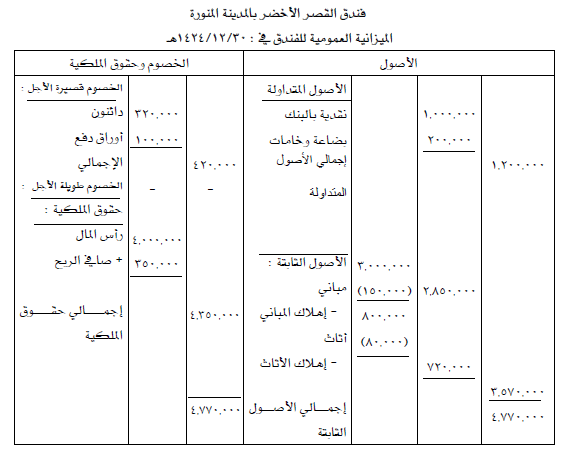 فندق القصر الأخضر بالمدينة المنورة
الميزانية العمومية للفندق في : ١٤٢٤/١٢/٣٠هـ
الأصول
الخصوم وحقوق الملكية
الأصول المتداولة
نقدية بالبنك ١.٠٠٠.٠٠٠
بضاعة وخامات ٢٠٠.٠٠٠
إجمالي الأصول ١.٢٠٠.٠٠٠
المتداولة
الأصول الثابتة : ٣.٠٠٠.٠٠٠
مباني (١٥٠.٠٠٠) ٢.٨٥٠.٠٠٠
- إهلاك المباني ٨٠٠.٠٠٠
أثاث (٨٠.٠٠٠)
- إهلاك الأثاث ٧٢٠.٠٠٠
٣.٥٧٠.٠٠٠
إجمالي الأصول ٤.٧٧٠.٠٠٠
الثابتة
الخصوم قصيرة الأجل :
دائنون ٣٢٠.٠٠٠
أوراق دفع ١٠٠.٠٠٠
الإجمالي ٤٢٠.٠٠٠
الخصوم طويلة الأجل : - -
حقوق الملكية :
رأس المال ٤.٠٠٠.٠٠٠
+ صافي الربح ٣٥٠.٠٠٠
إجمالي حقوق ٤.٣٥٠.٠٠٠
الملكية
٤.٧٧٠.٠٠٠